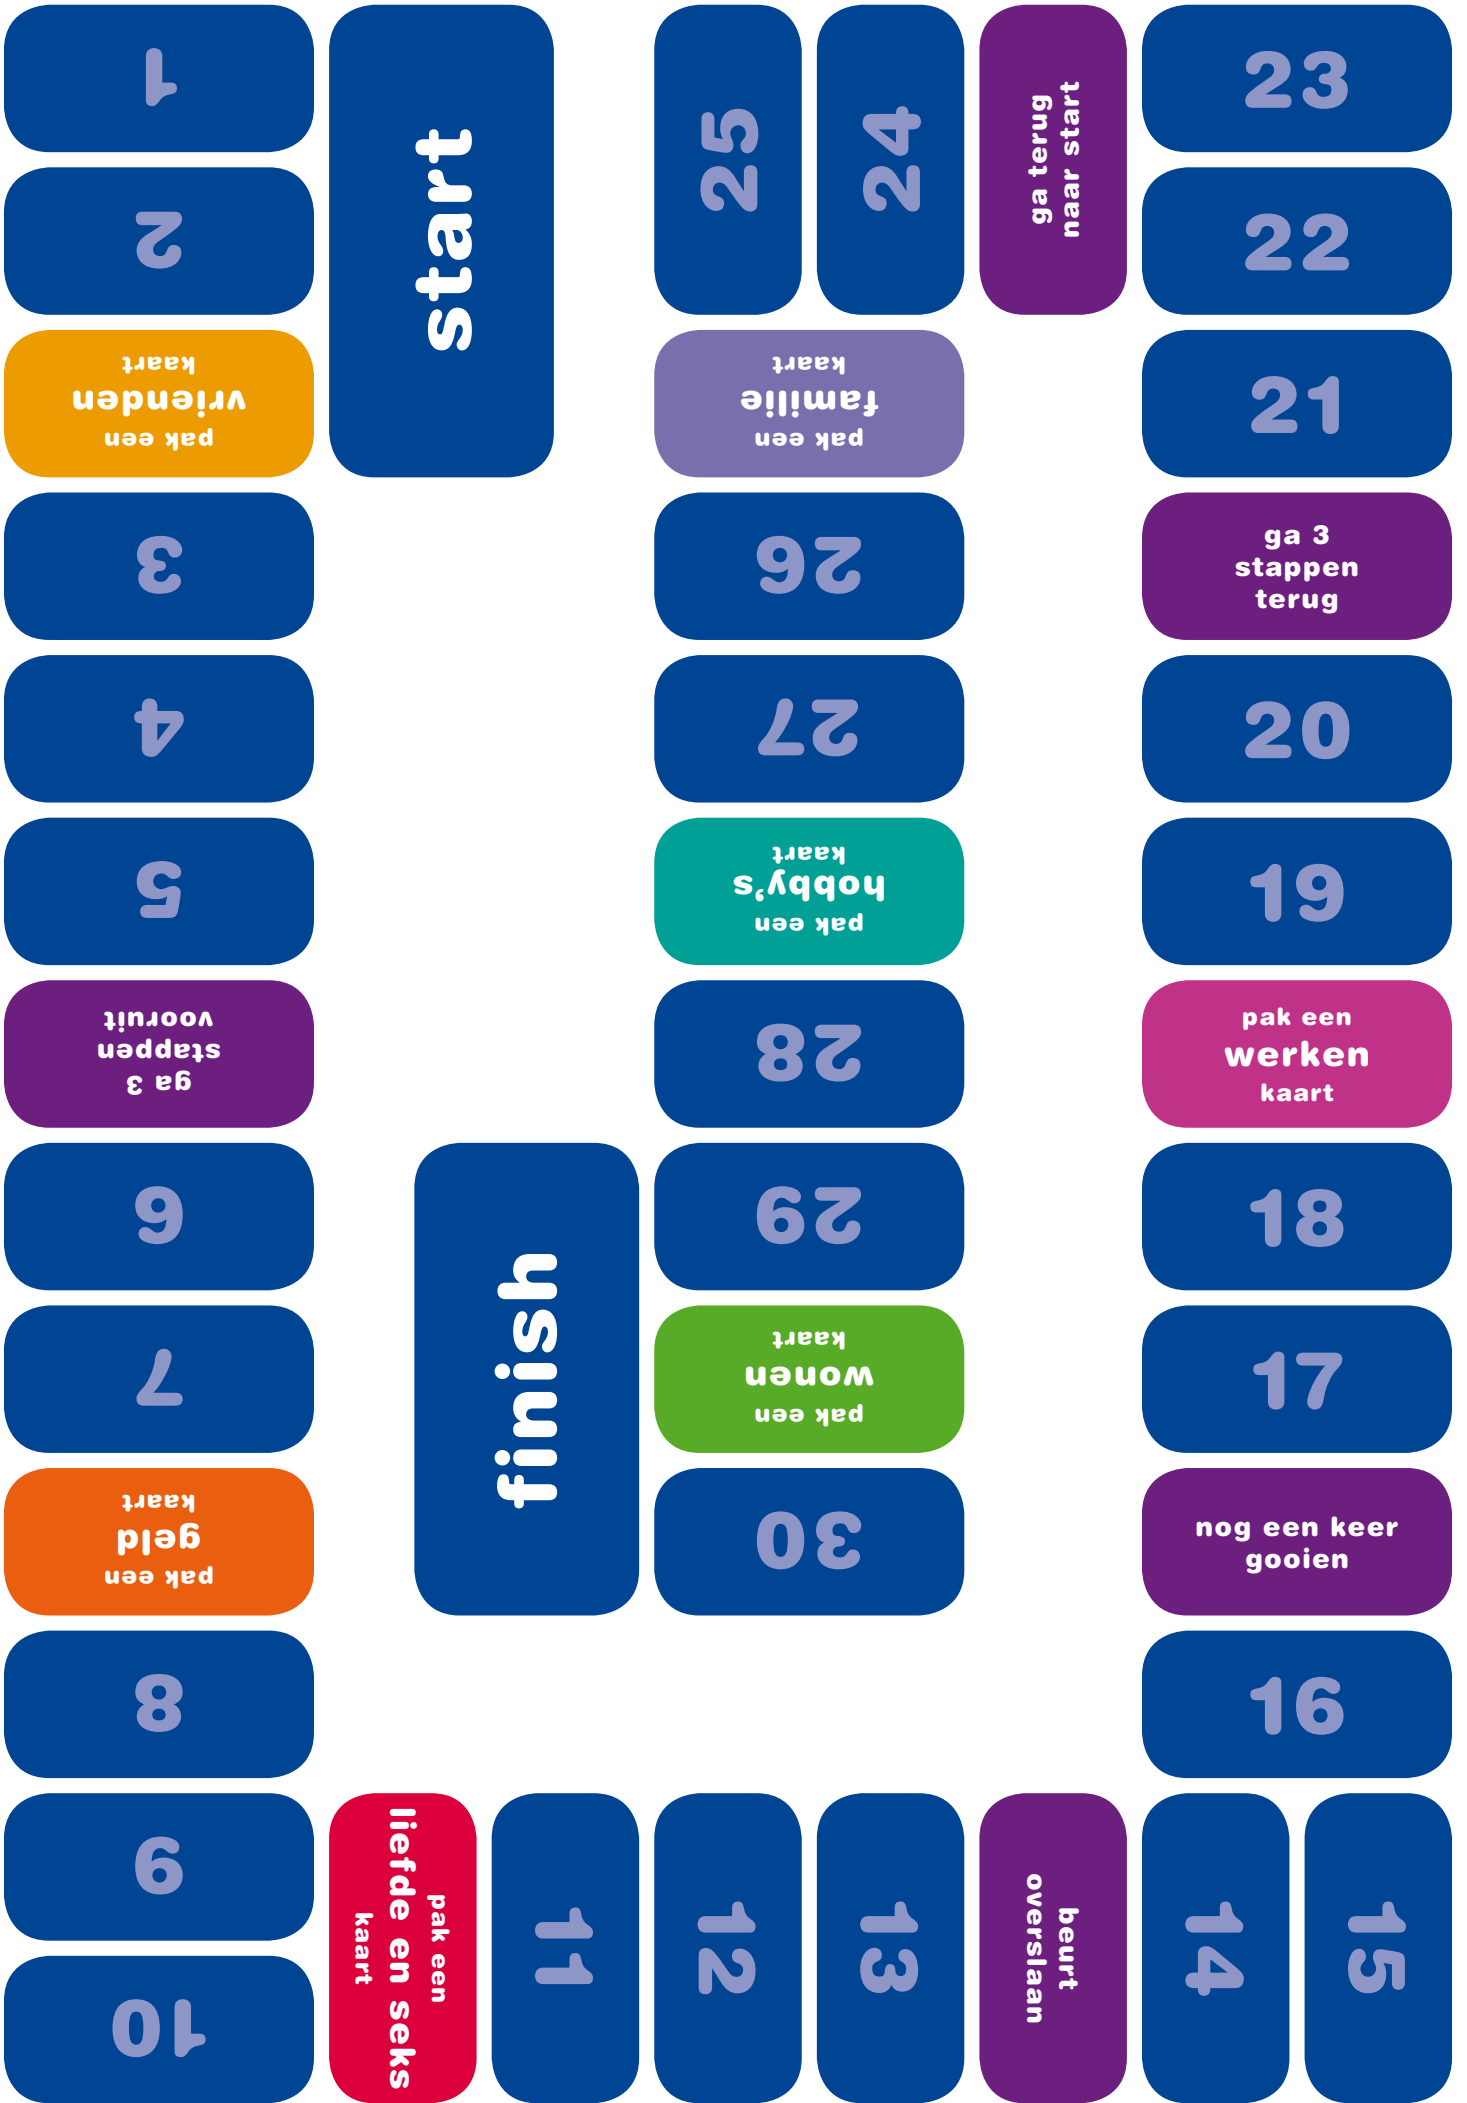 start
1
2
pak een
vrienden
kaart
3
4
5
ga 3
stappen
vooruit
6
7
pak een
geld
kaart
8
9
10
pak een
liefde en seks
kaart
11
12
13
beurt
overslaan
14
15
16
nog een keer
gooien
17
18
pak een
werken
kaart
19
20
ga 3
stappen
terug
21
22
23
ga terug
naar start
24
25
pak een
familie
kaart
26
27
pak een
hobby's
kaart
28
29
pak een
wonen
kaart
30
finish